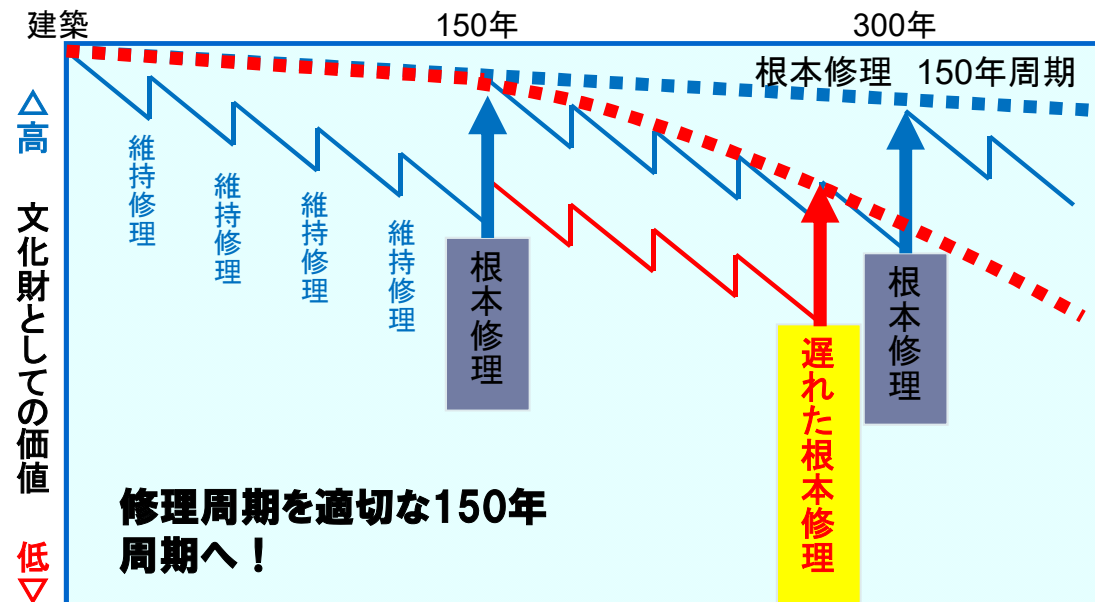 建築
150年
300年
根本修理　150年周期
△高　文化財としての価値　低▽
維持修理
維持修理
維持修理
維持修理
根本修理
遅れた根本修理
根本修理
修理周期を適切な150年
周期へ！